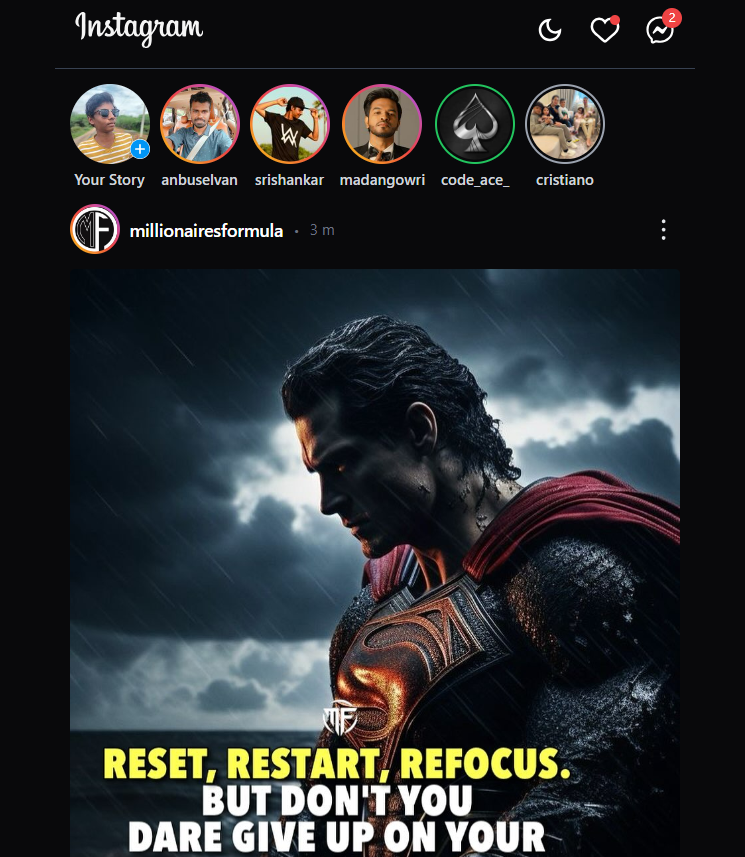 Instagram
2
Your Story
anbuselvan
srishankar
madangowri
code_ace_
cristiano
MF
millionairesformula • 3 m
MF
RESET, RESTART, REFOCUS.
BUT DON'T YOU
DARE GIVE UP ON YOUR